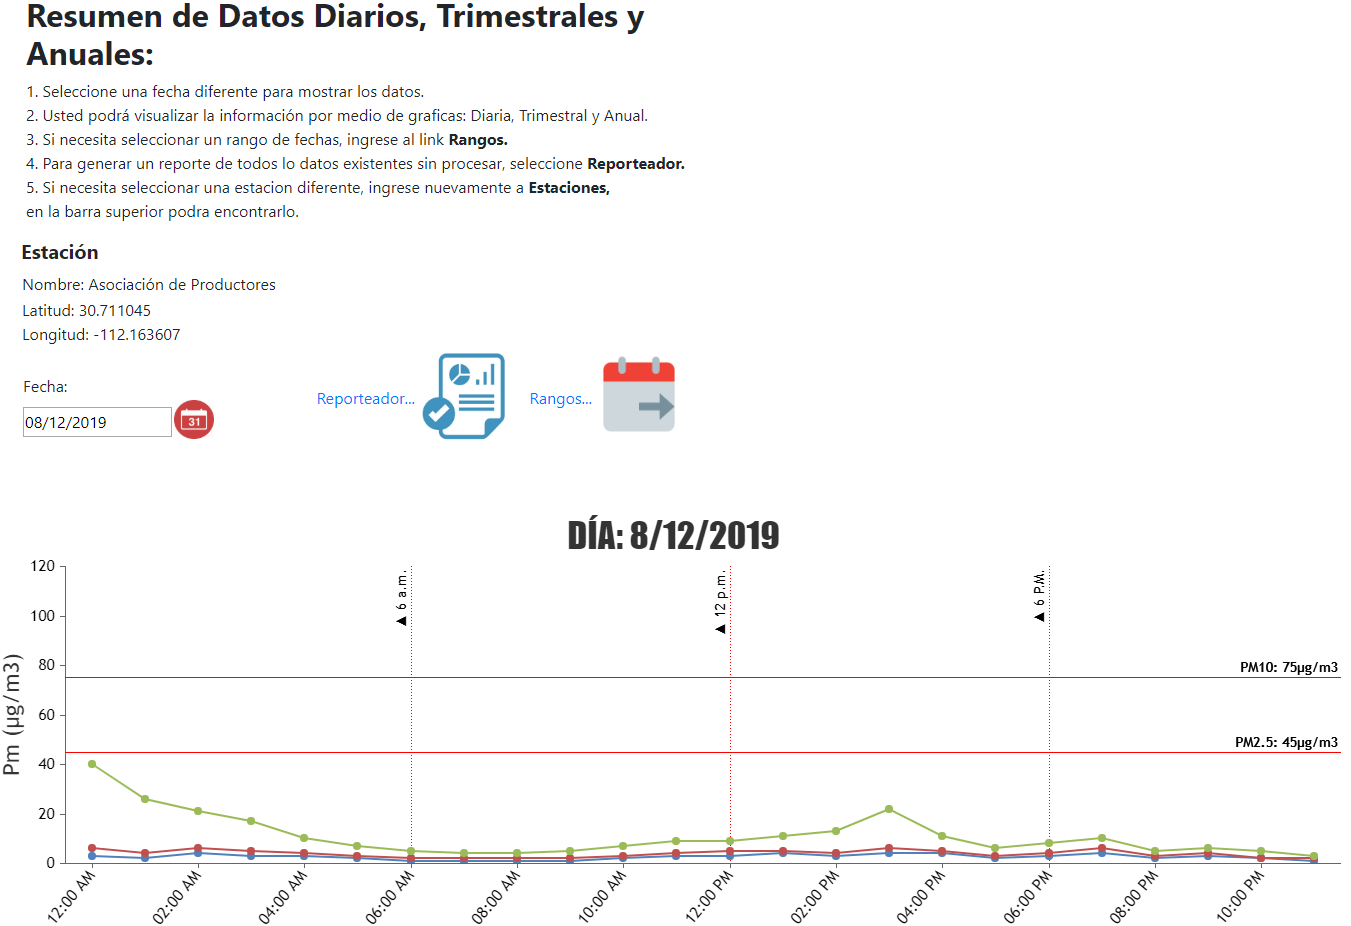 Resumen de Datos Diarios, Trimestrales y
Anuales:
1. Seleccione una fecha diferente para mostrar los datos.
2. Usted podrá visualizar la información por medio de graficas: Diaria, Trimestral y Anual.
3. Si necesita seleccionar un rango de fechas, ingrese al link Rangos.
4. Para generar un reporte de todos lo datos existentes sin procesar, seleccione Reporteador.
5. Si necesita seleccionar una estacion diferente, ingrese nuevamente a Estaciones,
en la barra superior podra encontrarlo.
Estación
Nombre: Asociación de Productores
Latitud: 30.711045
Longitud: -112.163607
Fecha:
08/12/2019
31
Reporteador...
Rangos...
DÍA: 8/12/2019
Pm (µg/m3)
120
100
80
60
40
20
0
▲ 6 a.m.
▲ 12 p.m.
▲ 6 P.M.
PM10: 75µg/m3
PM2.5: 45µg/m3
12:00 AM
02:00 AM
04:00 AM
06:00 AM
08:00 AM
10:00 AM
12:00 PM
02:00 PM
04:00 PM
06:00 PM
08:00 PM
10:00 PM